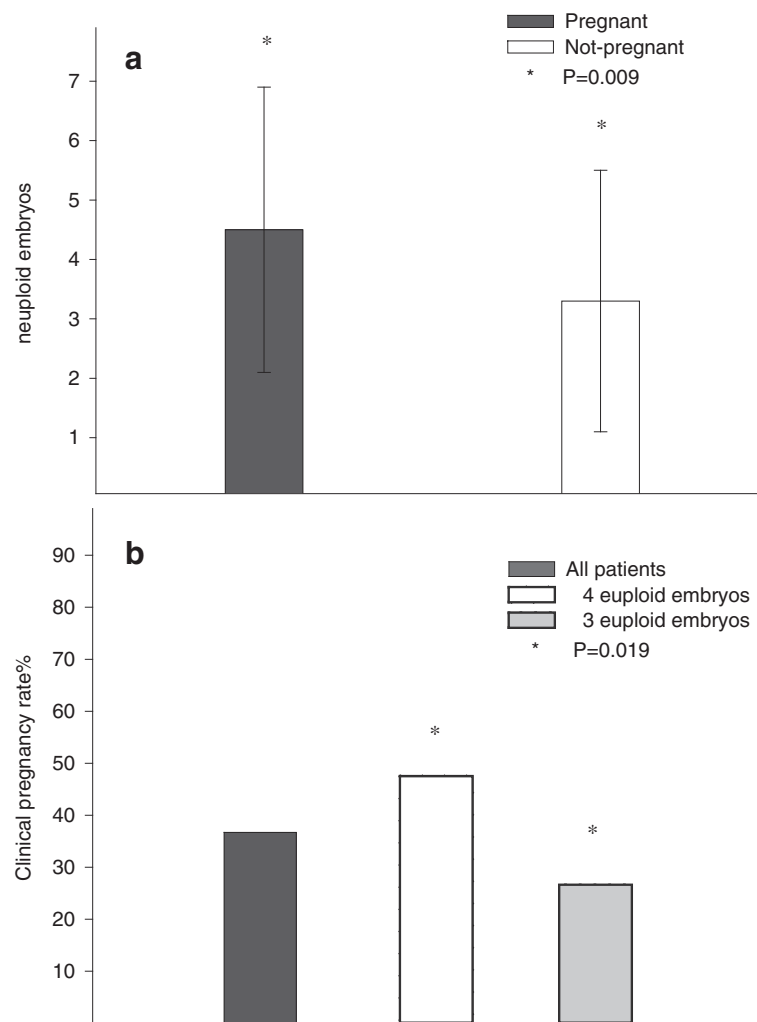 a
Pregnant
Not-pregnant
* P=0.009
*
*
7
6
5
4
3
2
1
neuploid embryos
b
All patients
4 euploid embryos
3 euploid embryos
* P=0.019
*
*
90
80
70
60
50
40
30
20
10
Clinical pregnancy rate%